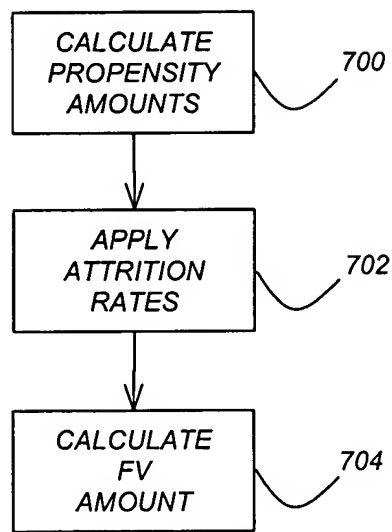 CALCULATE
PROPENSITY
AMOUNTS
700
APPLY
ATTRITION
RATES
702
CALCULATE
FV
AMOUNT
704